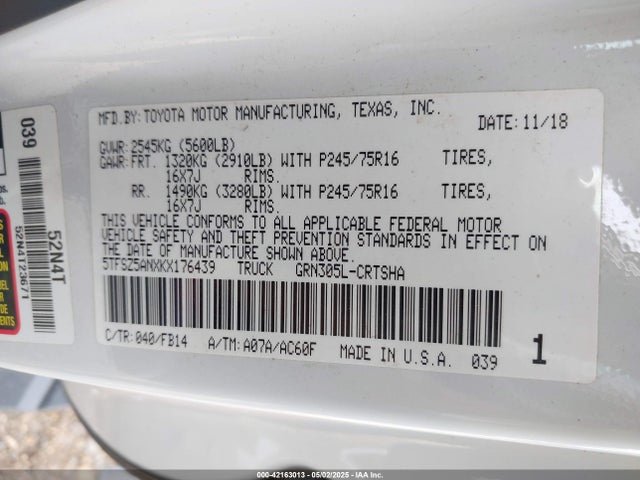 MFD.BY: TOYOTA MOTOR MANUFACTURING, TEXAS, INC.
DATE: 11/18
GVWR: 2545KG (5600LB)
GAWR: FRT. 1320KG (2910LB) WITH P245/75R16 TIRES,
16X7J RIMS.
RR. 1490KG (3280LB) WITH P245/75R16 TIRES,
16X7J RIMS.
THIS VEHICLE CONFORMS TO ALL APPLICABLE FEDERAL MOTOR
VEHICLE SAFETY AND THEFT PREVENTION STANDARDS IN EFFECT ON
THE DATE OF MANUFACTURE SHOWN ABOVE.
5TFSZ5ANXKX176439 TRUCK GRN305L-CRTSHA
C/TR: 040/FB14 A/TM: A07A/AC60F MADE IN U.S.A. 039
1
039
52N4T
52N4T23671
bs.
000-42163013 - 05/02/2025 - IAA Inc.